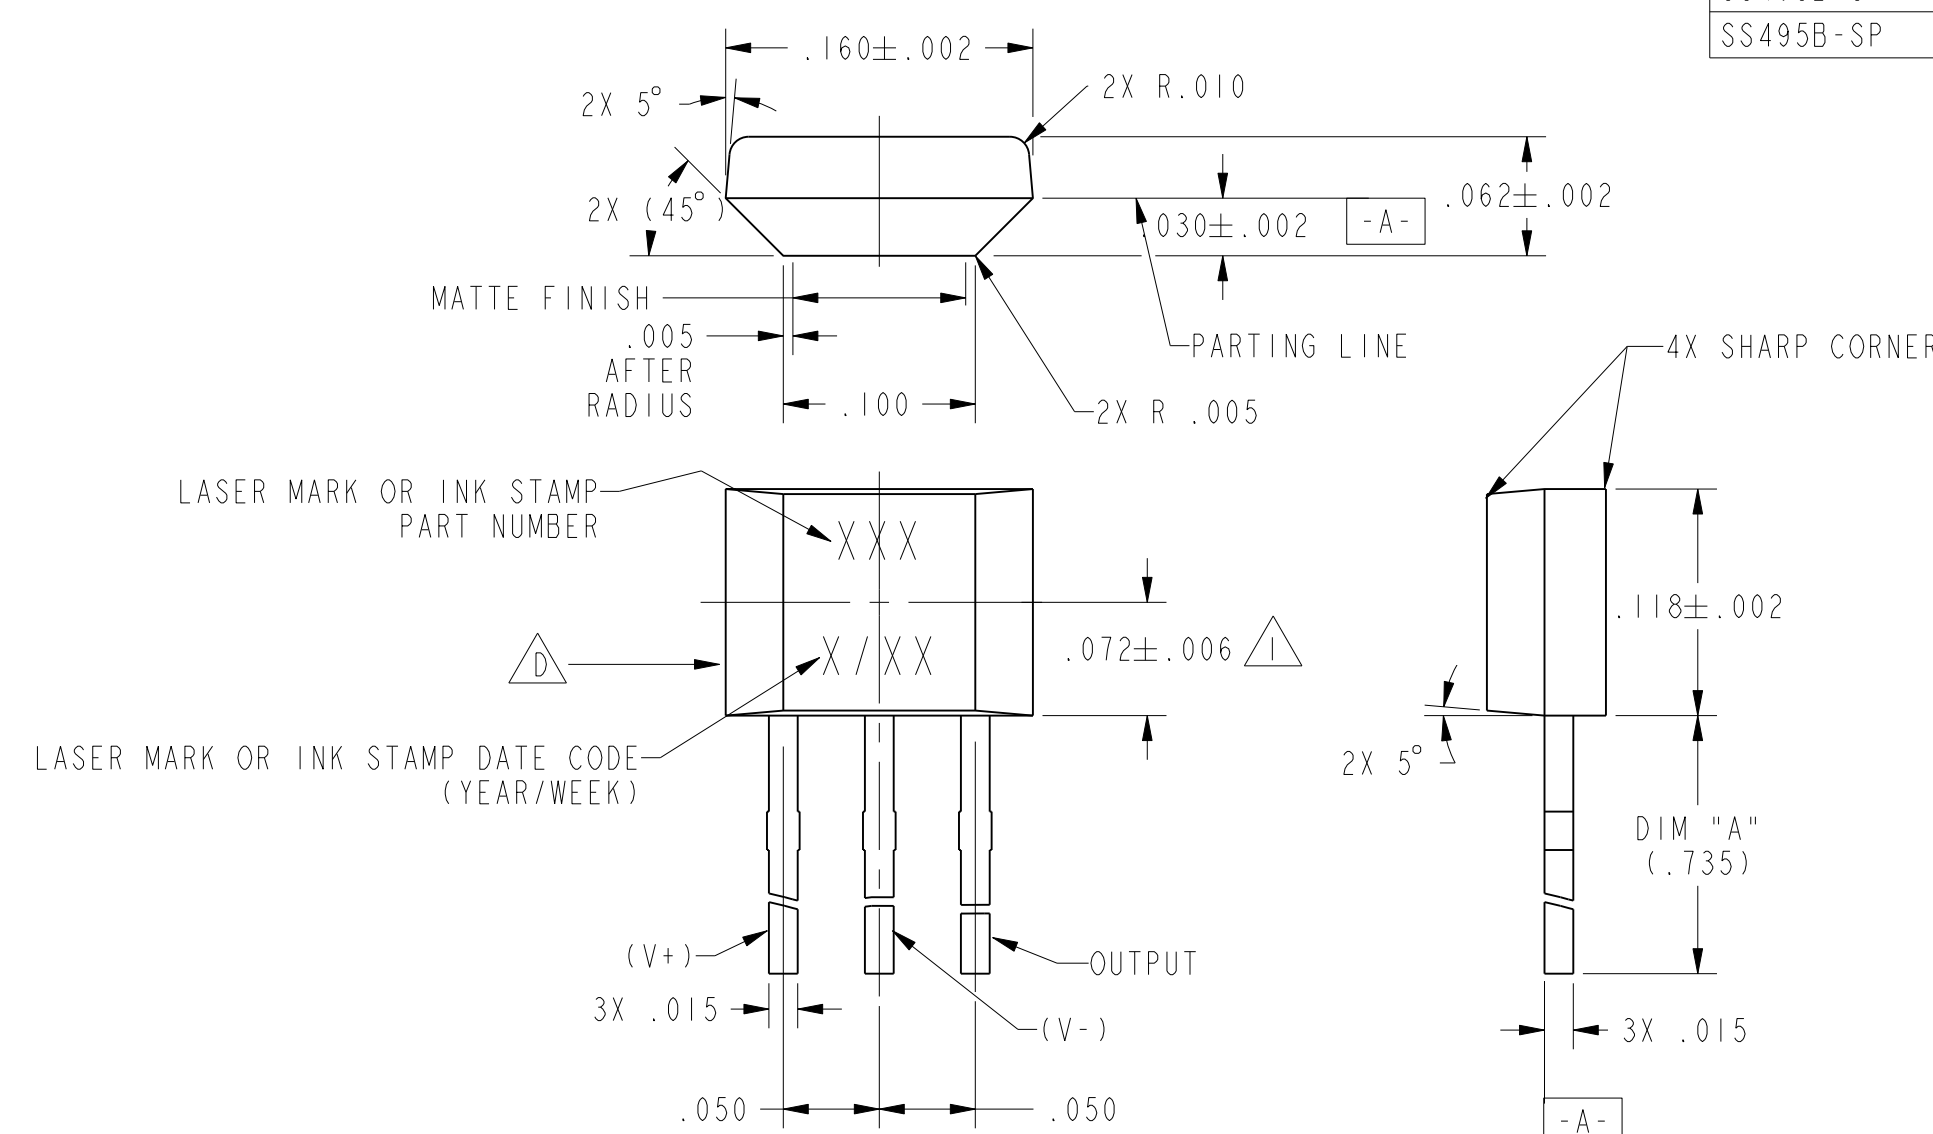 SS495B-SP
.160±.002
2X R.010
2X 5°
.062±.002
2X (45°)
.030±.002
-A-
MATTE FINISH
.005
AFTER
RADIUS
PARTING LINE
4X SHARP CORNER
.100
2X R .005
LASER MARK OR INK STAMP
PART NUMBER
XXX
.118±.002
D
X/XX
.072±.006
1
LASER MARK OR INK STAMP DATE CODE
(YEAR/WEEK)
2X 5°
DIM "A"
(.735)
(V+)
OUTPUT
3X .015
(V-)
3X .015
.050
.050
-A-